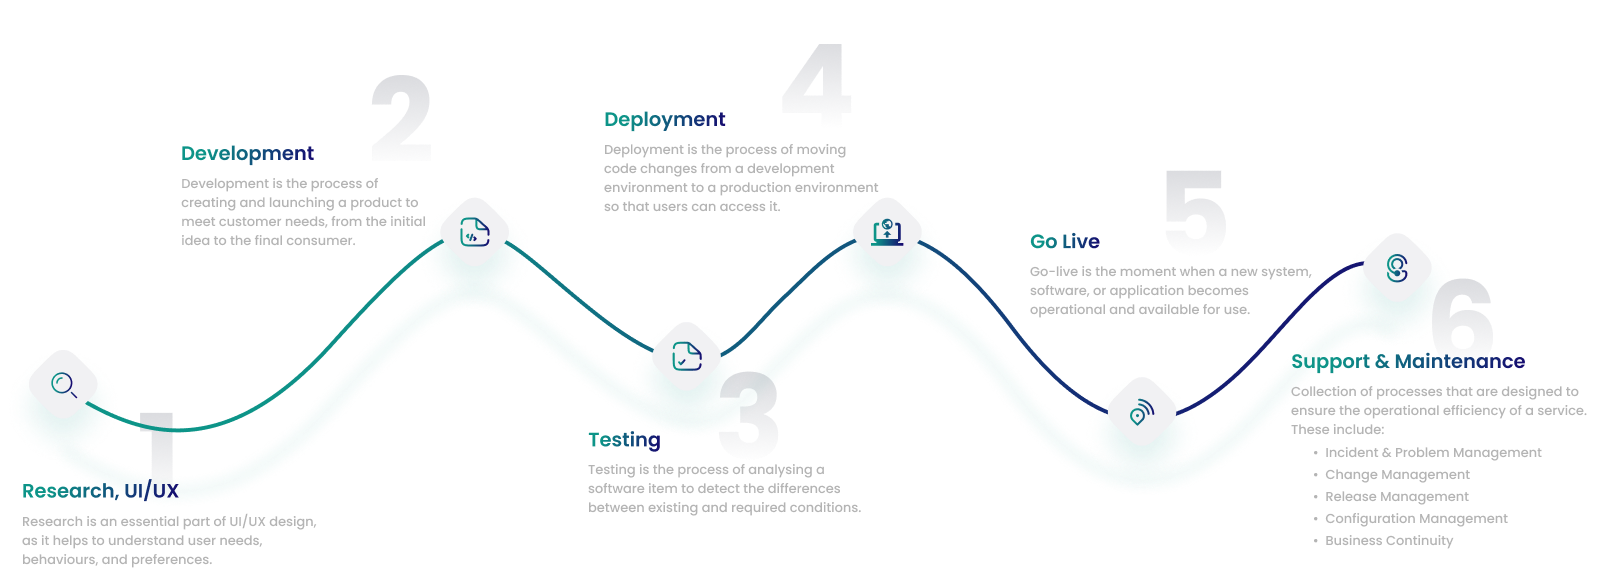 1
Research, UI/UX
Research is an essential part of UI/UX design,
as it helps to understand user needs,
behaviours, and preferences.
2
Development
Development is the process of
creating and launching a product to
meet customer needs, from the initial
idea to the final consumer.
3
Testing
Testing is the process of analysing a
software item to detect the differences
between existing and required conditions.
4
Deployment
Deployment is the process of moving
code changes from a development
environment to a production environment
so that users can access it.
5
Go Live
Go-live is the moment when a new system,
software, or application becomes
operational and available for use.
6
Support & Maintenance
Collection of processes that are designed to
ensure the operational efficiency of a service.
These include:
• Incident & Problem Management
• Change Management
• Release Management
• Configuration Management
• Business Continuity